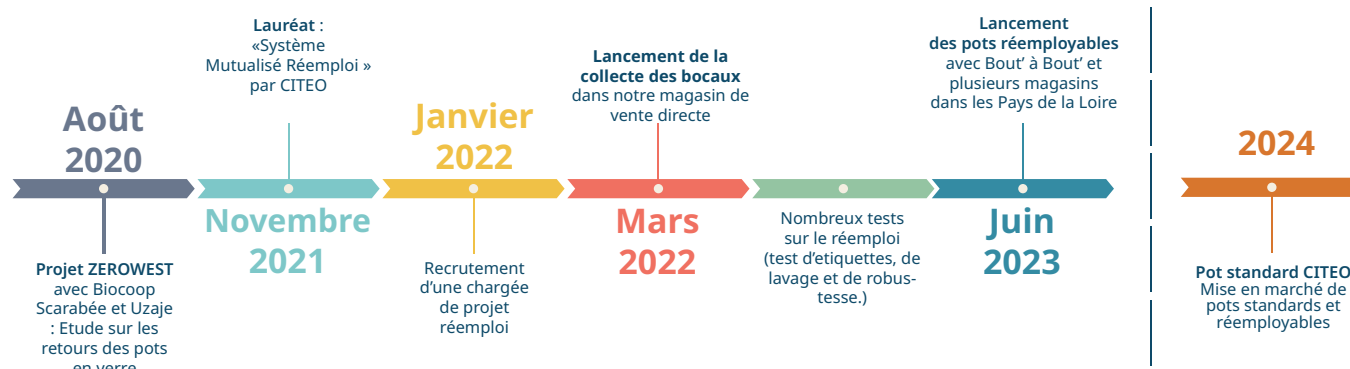 Août
2020
Projet ZEROWEST
avec Biocoop
Scarabée et Uzaje
: Etude sur les
retours des pots
en verre
Lauréat :
«Système
Mutualisé Réemploi »
par CITEO
Novembre
2021
Janvier
2022
Recrutement
d’une chargée
de projet
réemploi
Lancement de la
collecte des bocaux
dans notre magasin de
vente directe
Mars
2022
Nombreux tests
sur le réemploi
(test d’etiquettes, de
lavage et de robus-
tesse.)
Lancement
des pots réemployables
avec Bout’ à Bout’ et
plusieurs magasins
dans les Pays de la Loire
Juin
2023
2024
Pot standard CITEO
Mise en marché de
pots standards et
réemployables